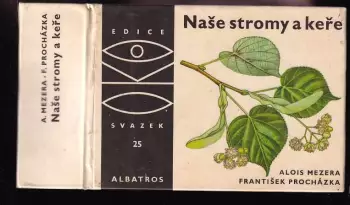 A. MEZERA - F. PROCHÁZKA
Naše stromy a keře
EDICE
SVAZEK
25
ALBATROS
Naše stromy a keře
ALOIS MEZERA
FRANTIŠEK PROCHÁZKA